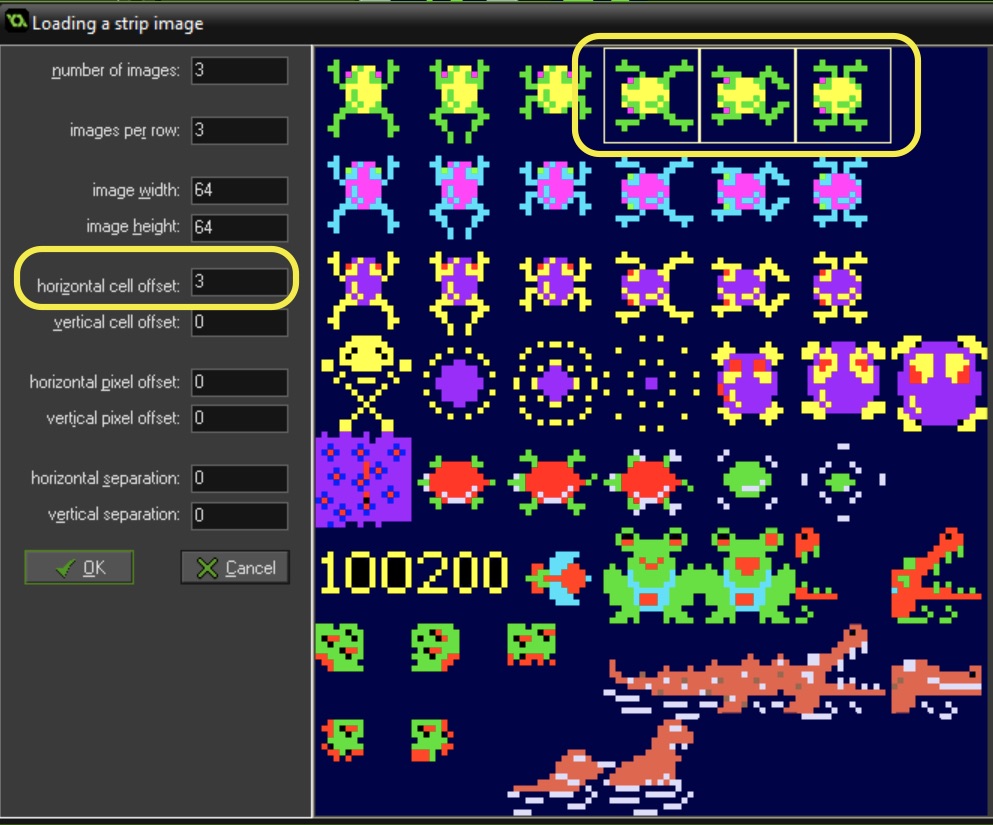 Loading a strip image
number of images: 3
images per row: 3
image width: 64
image height: 64
horizontal cell offset: 3
vertical cell offset: 0
horizontal pixel offset: 0
vertical pixel offset: 0
horizontal separation: 0
vertical separation: 0
OK Cancel
100200